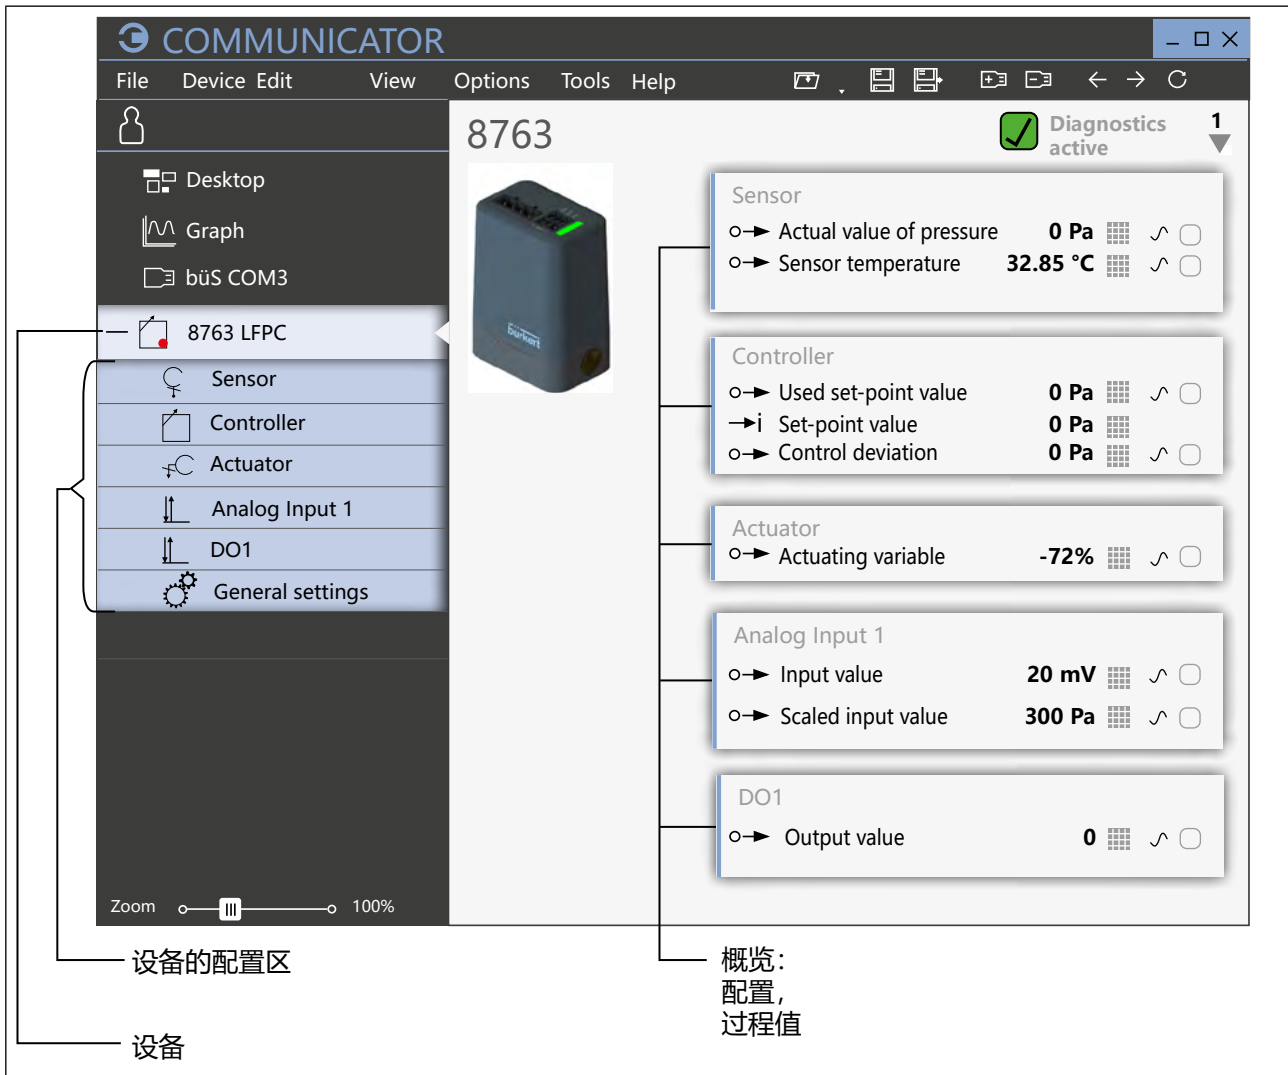 COMMUNICATOR
File Device Edit View Options Tools Help
8763
Diagnostics active
1
Desktop
Graph
büS COM3
8763 LFPC
Sensor
Controller
Actuator
Analog Input 1
DO1
General settings
Zoom 100%
bürkert
Sensor
Actual value of pressure 0 Pa
Sensor temperature 32.85 °C
Controller
Used set-point value 0 Pa
Set-point value 0 Pa
Control deviation 0 Pa
Actuator
Actuating variable -72%
Analog Input 1
Input value 20 mV
Scaled input value 300 Pa
DO1
Output value 0
设备的配置区
设备
概览：
配置，
过程值